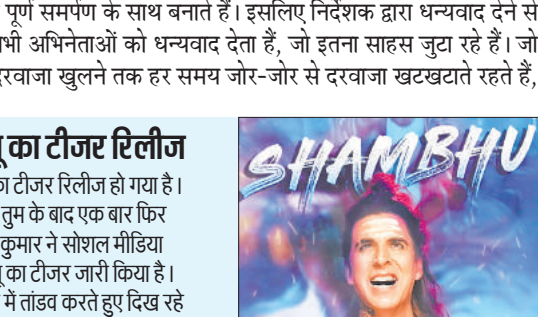 पूर्ण समर्पण के साथ बनाते हैं। इसलिए निर्देशक द्वारा धन्यवाद देने से
भी अभिनेताओं को धन्यवाद देता हैं, जो इतना साहस जुटा रहे हैं। जो
दरवाजा खुलने तक हर समय जोर-जोर से दरवाजा खटखटाते रहते हैं,
का टीजर रिलीज
का टीजर रिलीज हो गया है।
तुम के बाद एक बार फिर
कुमार ने सोशल मीडिया
का टीजर जारी किया है।
में तांडव करते हुए दिख रहे
SHAMBHU